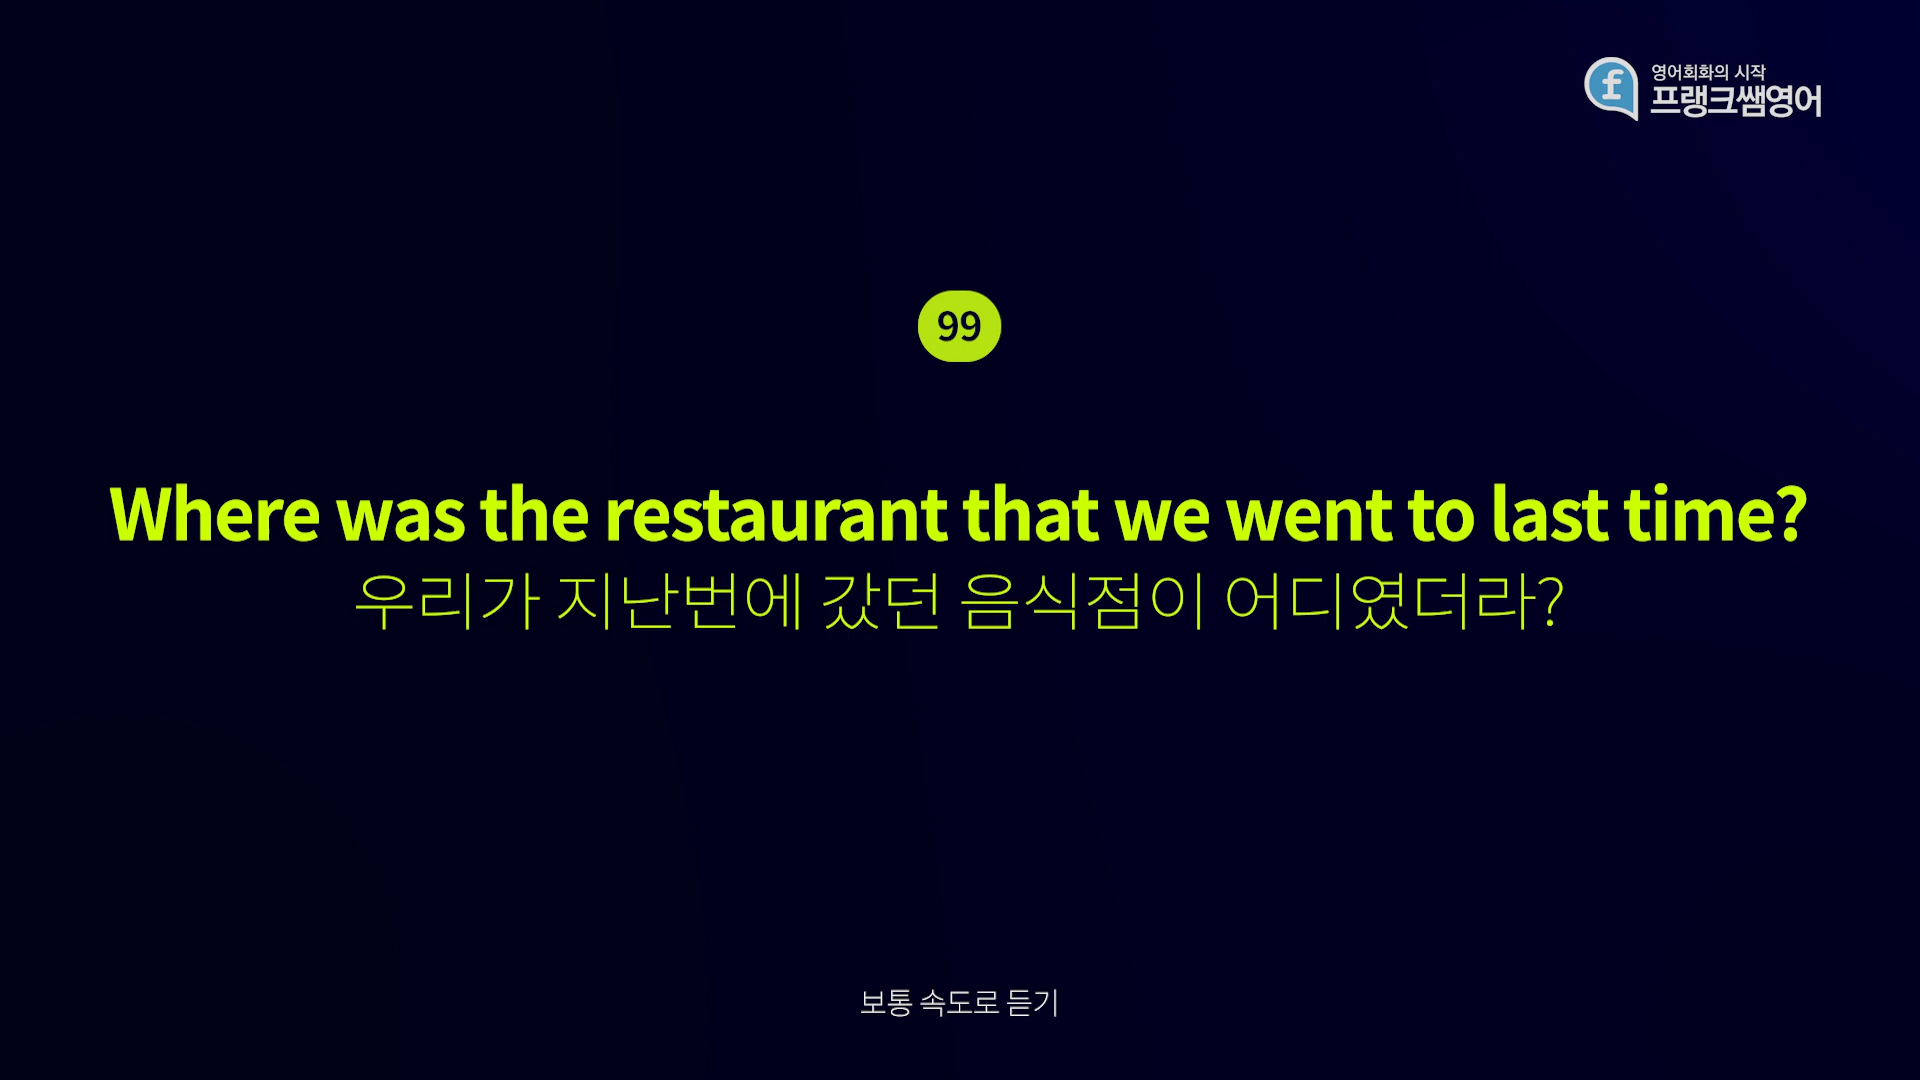 영어회화의 시작
프랭크쌤영어
99
Where was the restaurant that we went to last time?
우리가 지난번에 갔던 음식점이 어디였더라?
보통 속도로 듣기